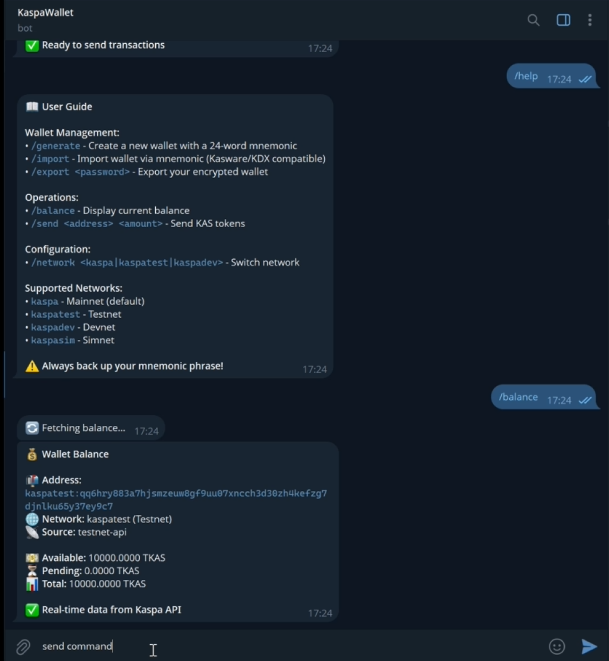 KaspaWallet
bot
✅ Ready to send transactions
17:24
/help 17:24
📖 User Guide
Wallet Management:
• /generate - Create a new wallet with a 24-word mnemonic
• /import - Import wallet via mnemonic (Kasware/KDX compatible)
• /export <password> - Export your encrypted wallet
Operations:
• /balance - Display current balance
• /send <address> <amount> - Send KAS tokens
Configuration:
• /network <kaspa|kaspatest|kaspadev> - Switch network
Supported Networks:
• kaspa - Mainnet (default)
• kaspatest - Testnet
• kaspadev - Devnet
• kaspasim - Simnet
⚠️ Always back up your mnemonic phrase!
17:24
/balance 17:24
🔄 Fetching balance... 17:24
💰 Wallet Balance
📬 Address:
kaspatest:qq6hry883a7hjsmzeuw8gf9uu07xncch3d30zh4kefzg7
djnlku65y37ey9c7
🌐 Network: kaspatest (Testnet)
📡 Source: testnet-api
💴 Available: 10000.0000 TKAS
⏳ Pending: 0.0000 TKAS
📊 Total: 10000.0000 TKAS
✅ Real-time data from Kaspa API
17:24
send command